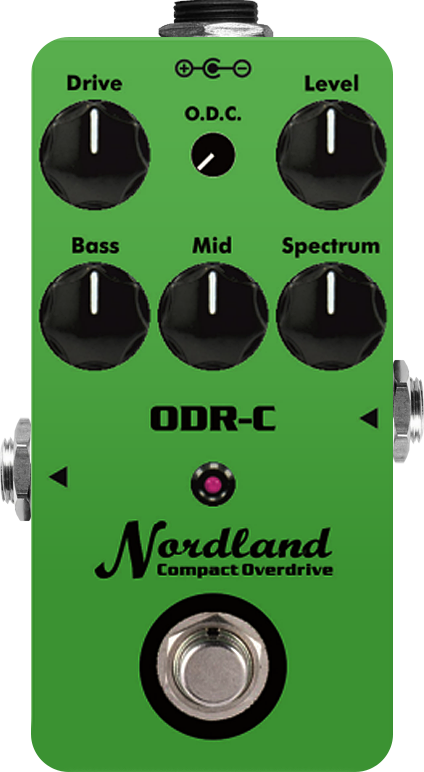 Drive
Level
O.D.C.
Bass
Mid
Spectrum
ODR-C
Nordland
Compact Overdrive